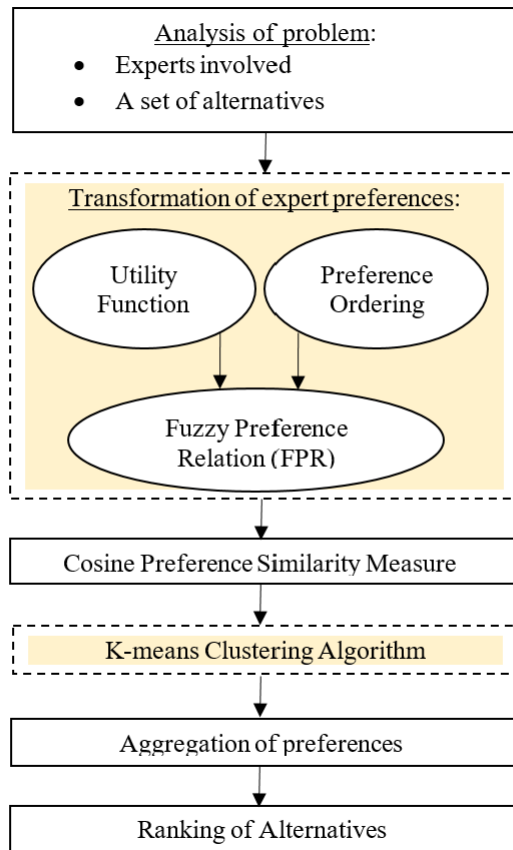 Analysis of problem:
• Experts involved
• A set of alternatives
Transformation of expert preferences:
Utility
Function
Preference
Ordering
Fuzzy Preference
Relation (FPR)
Cosine Preference Similarity Measure
K-means Clustering Algorithm
Aggregation of preferences
Ranking of Alternatives